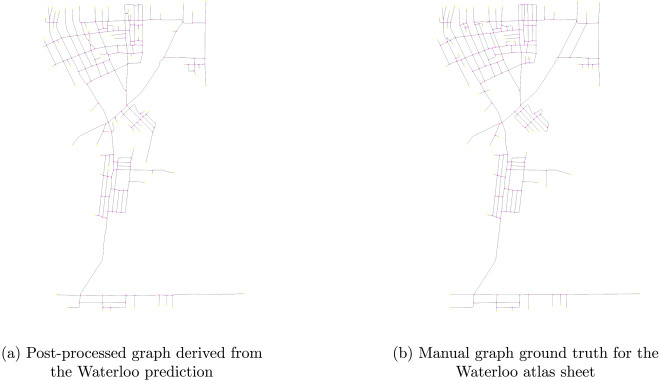 (a) Post-processed graph derived from
the Waterloo prediction
(b) Manual graph ground truth for the
Waterloo atlas sheet